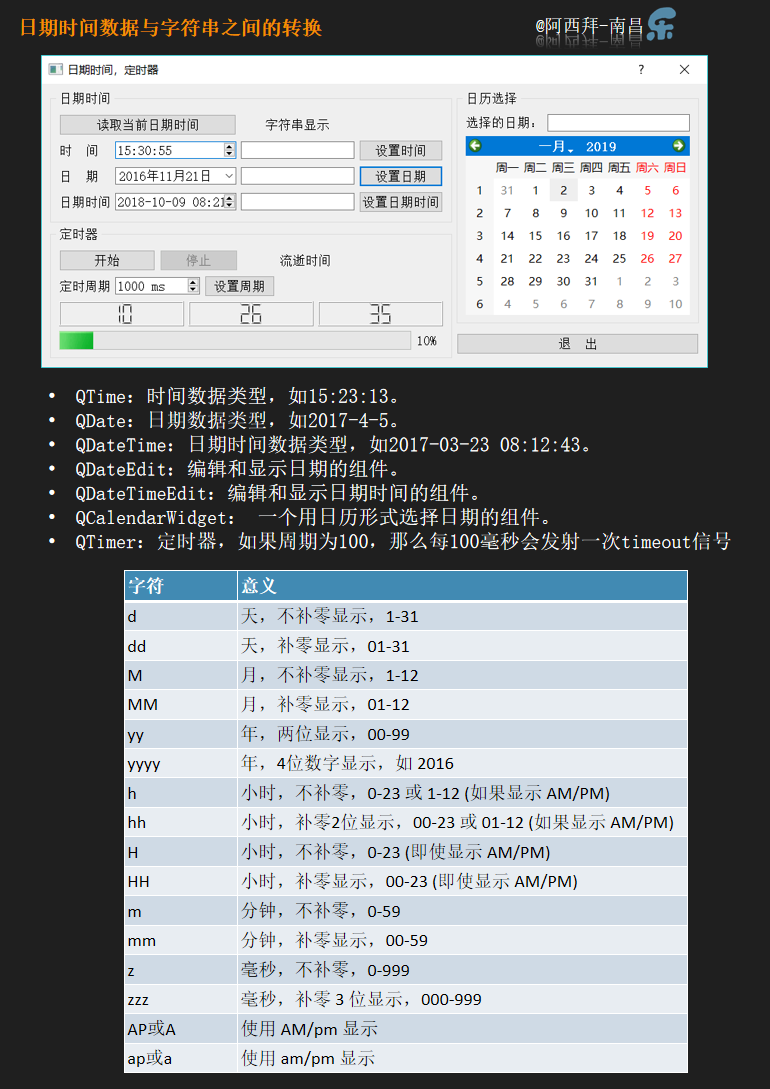 日期时间数据与字符串之间的转换
@阿西拜-南昌
日期时间，定时器
日期时间
读取当前日期时间 字符串显示
时 间 15:30:55 设置时间
日 期 2016年11月21日 设置日期
日期时间 2018-10-09 08:21 设置日期时间
定时器
开始 停止 流逝时间
定时周期 1000 ms 设置周期
10 26 35
10%
日历选择
选择的日期：
一月 2019
周一 周二 周三 周四 周五 周六 周日
1 31 1 2 3 4 5 6
2 7 8 9 10 11 12 13
3 14 15 16 17 18 19 20
4 21 22 23 24 25 26 27
5 28 29 30 31 1 2 3
6 4 5 6 7 8 9 10
退 出
• QTime：时间数据类型，如15:23:13。
• QDate：日期数据类型，如2017-4-5。
• QDateTime：日期时间数据类型，如2017-03-23 08:12:43。
• QDateEdit：编辑和显示日期的组件。
• QDateTimeEdit：编辑和显示日期时间的组件。
• QCalendarWidget： 一个用日历形式选择日期的组件。
• QTimer：定时器，如果周期为100，那么每100毫秒会发射一次timeout信号
字符 意义
d 天，不补零显示，1-31
dd 天，补零显示，01-31
M 月，不补零显示，1-12
MM 月，补零显示，01-12
yy 年，两位显示，00-99
yyyy 年，4位数字显示，如 2016
h 小时，不补零，0-23 或 1-12 (如果显示 AM/PM)
hh 小时，补零2位显示，00-23 或 01-12 (如果显示 AM/PM)
H 小时，不补零，0-23 (即使显示 AM/PM)
HH 小时，补零显示，00-23 (即使显示 AM/PM)
m 分钟，不补零，0-59
mm 分钟，补零显示，00-59
z 毫秒，不补零，0-999
zzz 毫秒，补零 3 位显示，000-999
AP或A 使用 AM/pm 显示
ap或a 使用 am/pm 显示